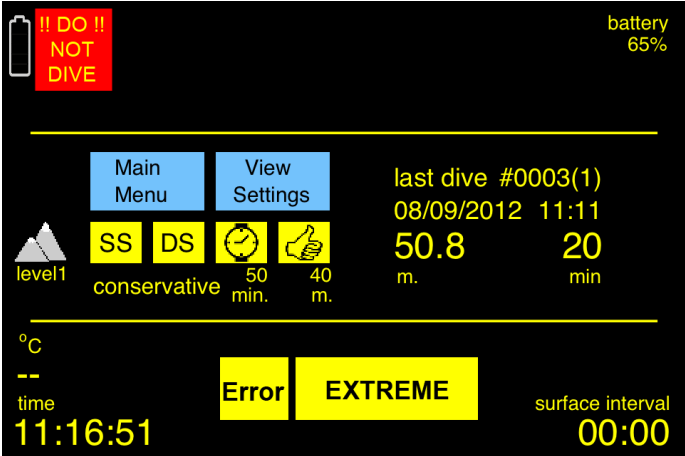 !! DO !!
NOT
DIVE
battery
65%
Main
Menu
View
Settings
last dive #0003(1)
08/09/2012 11:11
SS
DS
50.8
20
m.
min
level1
conservative
50
min.
40
m.
°C
--
Error
EXTREME
time
11:16:51
surface interval
00:00